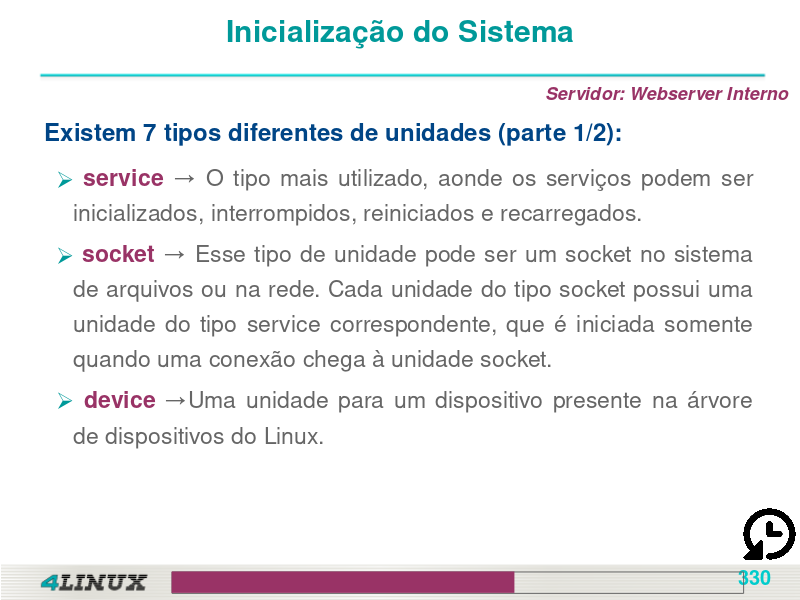 Inicialização do Sistema
Servidor: Webserver Interno
Existem 7 tipos diferentes de unidades (parte 1/2):
➢ service → O tipo mais utilizado, aonde os serviços podem ser
inicializados, interrompidos, reiniciados e recarregados.
➢ socket → Esse tipo de unidade pode ser um socket no sistema
de arquivos ou na rede. Cada unidade do tipo socket possui uma
unidade do tipo service correspondente, que é iniciada somente
quando uma conexão chega à unidade socket.
➢ device →Uma unidade para um dispositivo presente na árvore
de dispositivos do Linux.
4LINUX
330